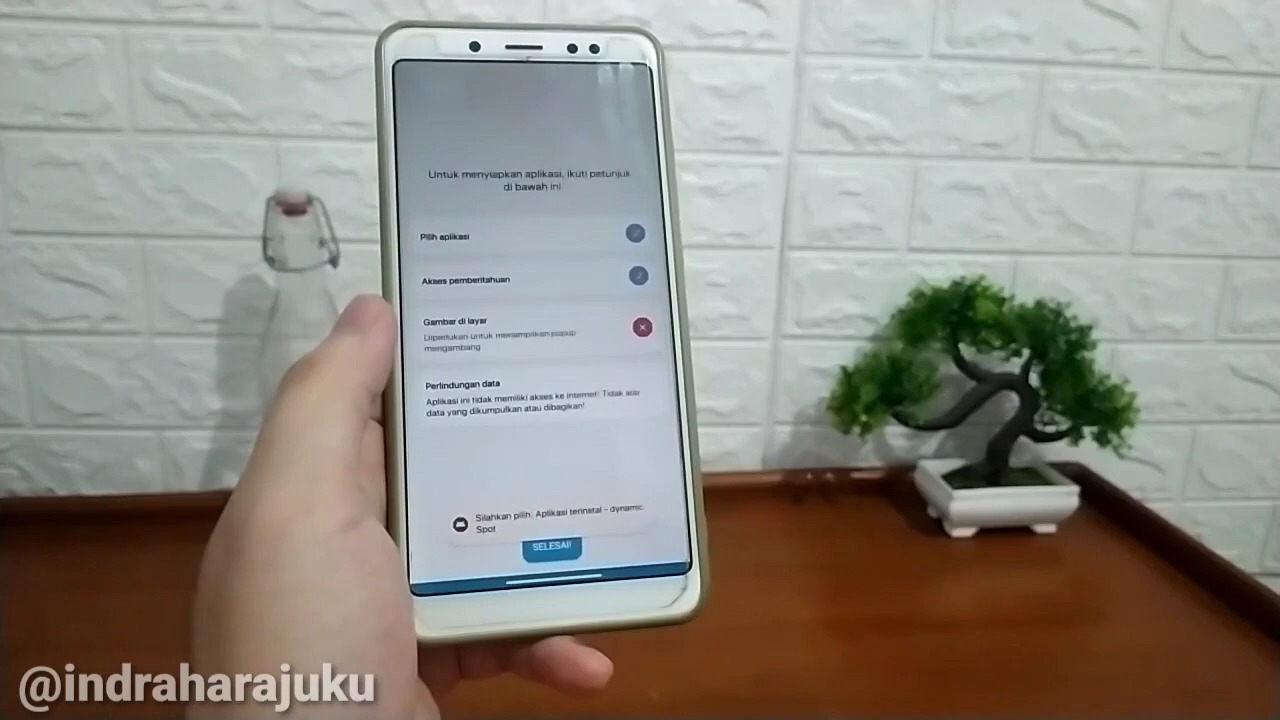 Untuk menyiapkan aplikasi, ikuti petunjuk
di bawah ini
Pilih aplikasi
Akses pemberitahuan
Gambar di layar
Diperlukan untuk menampilkan popup
mengambang
Perlindungan data
Aplikasi ini tidak memiliki akses ke internet! Tidak ada
data yang dikumpulkan atau dibagikan!
Silahkan pilih: Aplikasi terinstal - dynamic
Spot
SELESAI!
@indraharajuku